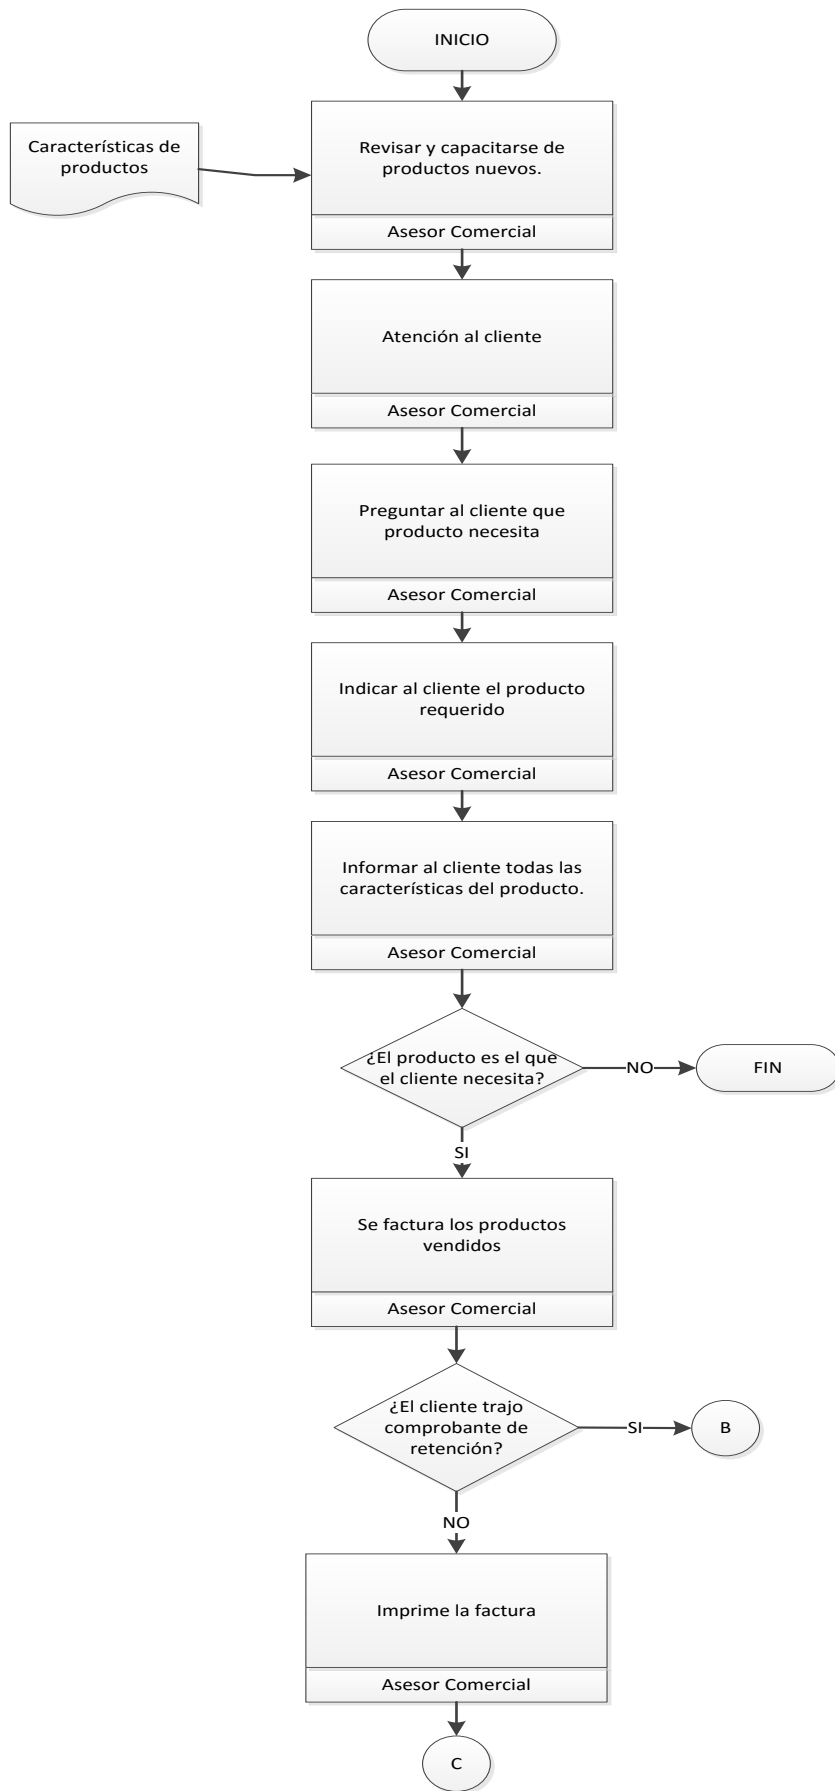 INICIO
Características de
productos
Revisar y capacitarse de
productos nuevos.
Asesor Comercial
Atención al cliente
Asesor Comercial
Preguntar al cliente que
producto necesita
Asesor Comercial
Indicar al cliente el producto
requerido
Asesor Comercial
Informar al cliente todas las
características del producto.
Asesor Comercial
¿El producto es el que
el cliente necesita?
NO
FIN
SI
Se factura los productos
vendidos
Asesor Comercial
¿El cliente trajo
comprobante de
retención?
SI
B
NO
Imprime la factura
Asesor Comercial
C